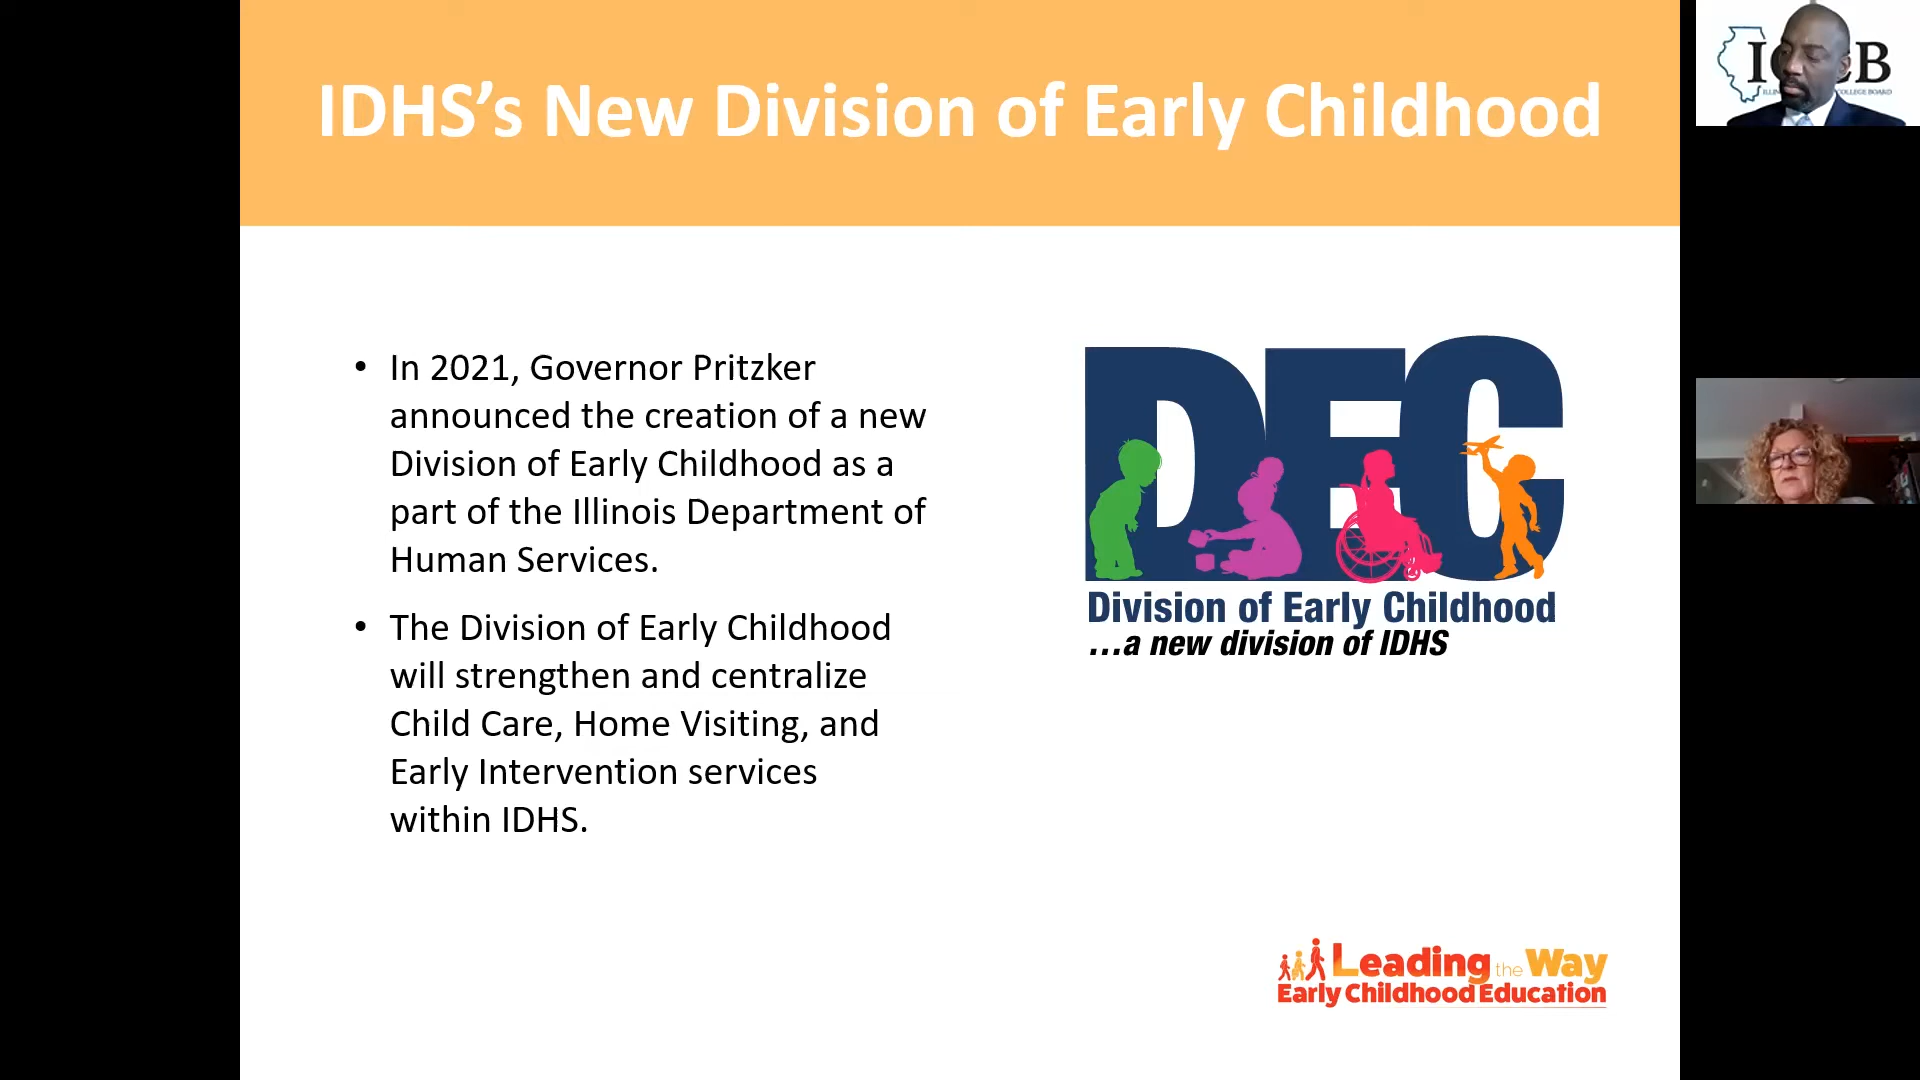 IDHS's New Division of Early Childhood
• In 2021, Governor Pritzker
announced the creation of a new
Division of Early Childhood as a
part of the Illinois Department of
Human Services.
• The Division of Early Childhood
will strengthen and centralize
Child Care, Home Visiting, and
Early Intervention services
within IDHS.
DEC
Division of Early Childhood
...a new division of IDHS
Leading the Way
Early Childhood Education
COLLEGE BOARD